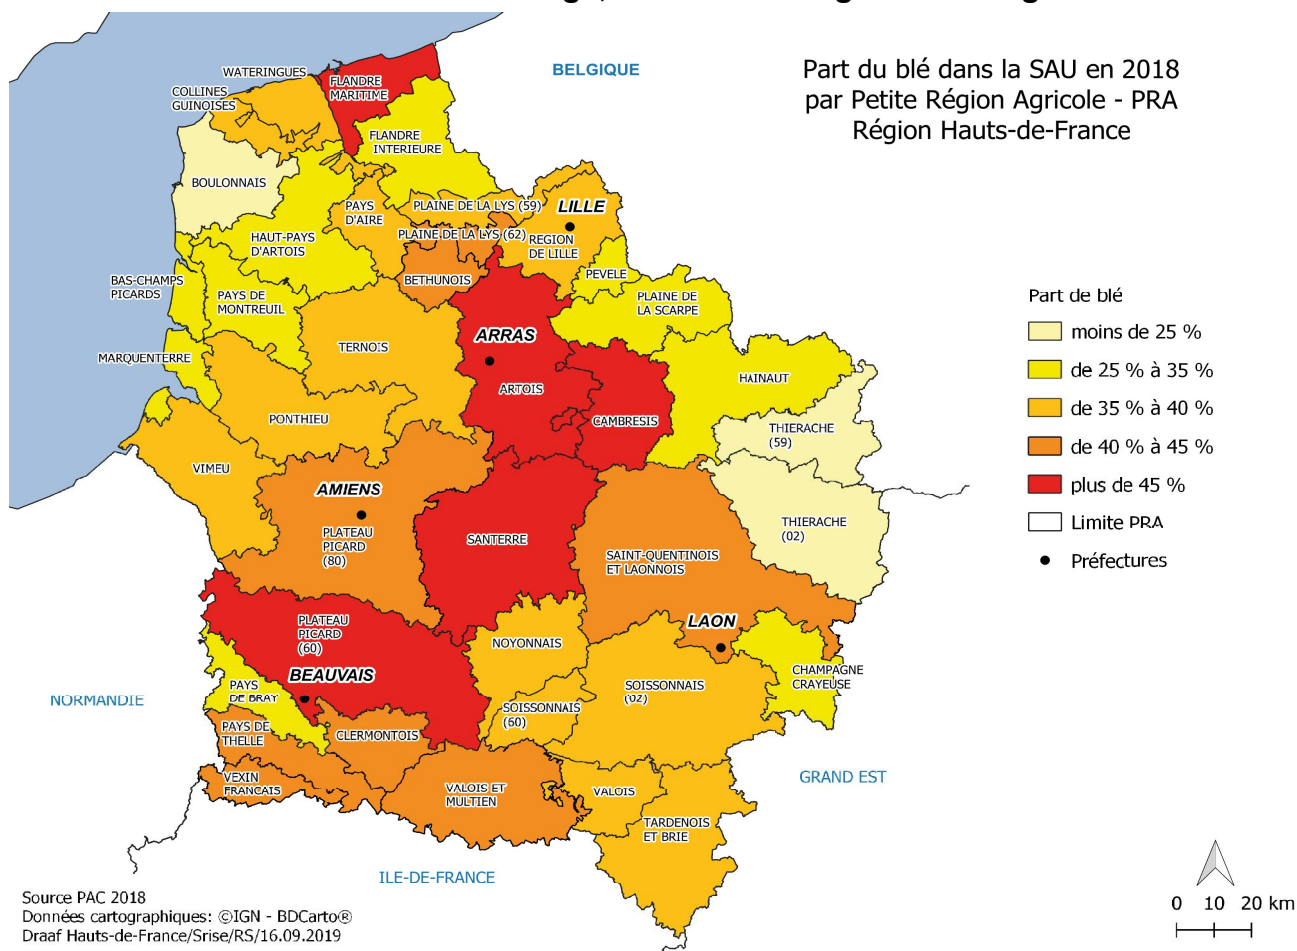 BELGIQUE
Part du blé dans la SAU en 2018
par Petite Région Agricole - PRA
Région Hauts-de-France
WATERINGUES
COLLINES
GUINOISES
FLANDRE
MARITIME
FLANDRE
INTERIEURE
BOULONNAIS
PAYS
D'AIRE
PLAINE DE LA LYS (59)
LILLE
HAUT-PAYS
D'ARTOIS
PLAINE DE LA LYS (62)
REGION
DE LILLE
BAS-CHAMPS
PICARDS
PAYS DE
MONTREUIL
BETHUNOIS
PEVELE
PLAINE DE
LA SCARPE
Part de blé
moins de 25 %
de 25 % à 35 %
de 35 % à 40 %
de 40 % à 45 %
plus de 45 %
Limite PRA
Préfectures
MARQUENTERRE
TERNOIS
ARRAS
ARTOIS
HAINAUT
PONTHIEU
CAMBRESIS
THIERACHE
(59)
VIMEU
AMIENS
PLATEAU
PICARD
(80)
SANTERRE
SAINT-QUENTINOIS
ET LAONNOIS
THIERACHE
(02)
PLATEAU
PICARD
(60)
NOYONNAIS
LAON
BEAUVAIS
NORMANDIE
PAYS
DE BRAY
SOISSONNAIS
(60)
SOISSONNAIS
(02)
CHAMPAGNE
CRAYEUSE
PAYS DE
THELLE
CLERMONTOIS
VEXIN
FRANCAIS
VALOIS ET
MULTIEN
VALOIS
GRAND EST
TARDENOIS
ET BRIE
ILE-DE-FRANCE
Source PAC 2018
Données cartographiques: ©IGN - BDCarto®
Draaf Hauts-de-France/Srise/RS/16.09.2019
0 10 20 km